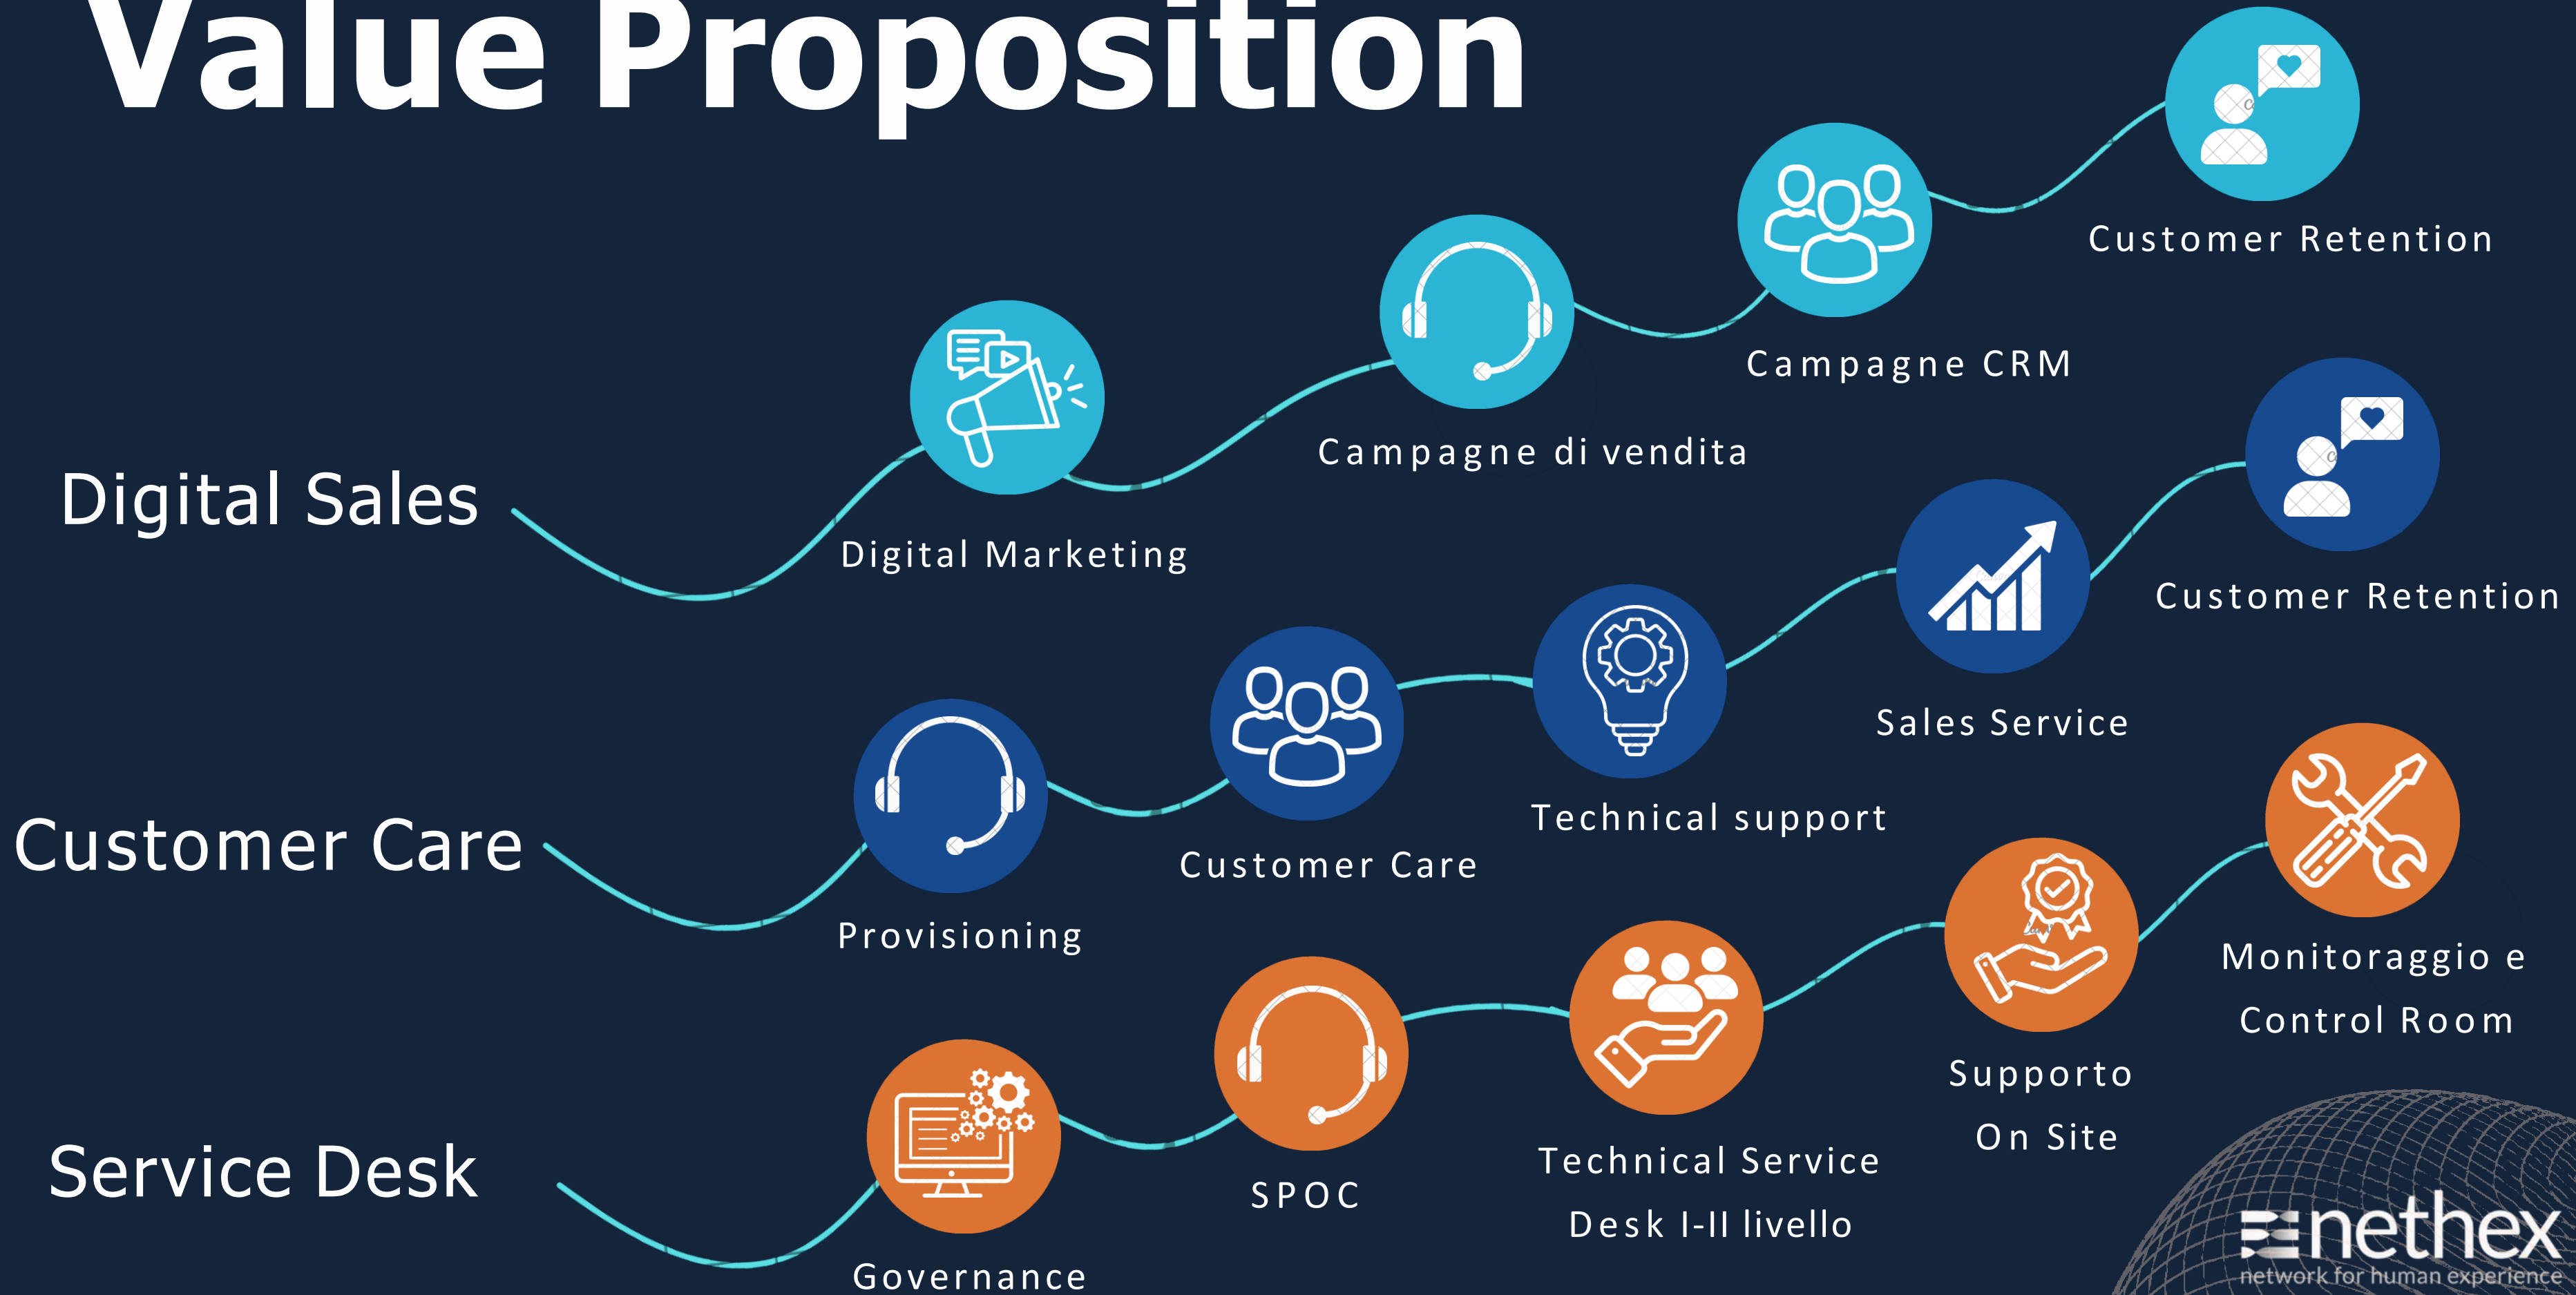 Value Proposition
Digital Sales
Digital Marketing
Campagne di vendita
Campagne CRM
Customer Retention
Customer Care
Provisioning
Customer Care
Technical support
Sales Service
Customer Retention
Service Desk
Governance
SPOC
Technical Service
Desk I-II livello
Supporto
On Site
Monitoraggio e
Control Room
nethex
network for human experience